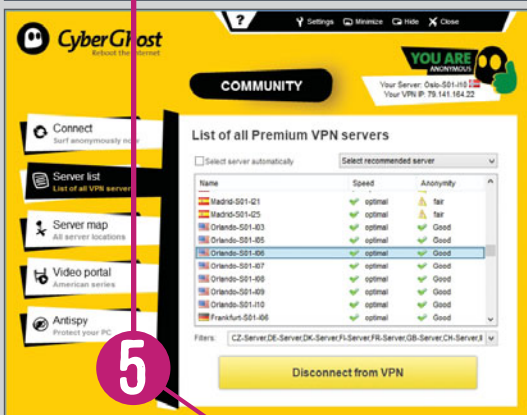 ? Settings Minimize Hide Close
CyberGhost
Reboot the Internet
YOU ARE
ANONYMOUS
COMMUNITY
Your Server: Oslo-S01-I10
Your VPN IP: 79.141.164.22
Connect
Surf anonymously now
Server list
List of all VPN server
Server map
All server locations
Video portal
American series
Antispy
Protect your PC
List of all Premium VPN servers
Select server automatically Select recommended server
Name Speed Anonymity
Madrid-S01-I21 optimal fair
Madrid-S01-I25 optimal fair
Orlando-S01-I03 optimal Good
Orlando-S01-I05 optimal Good
Orlando-S01-I06 optimal Good
Orlando-S01-I07 optimal Good
Orlando-S01-I08 optimal Good
Orlando-S01-I09 optimal Good
Orlando-S01-I10 optimal Good
Frankfurt-S01-I06 optimal Good
Filters: CZ-Server,DE-Server,DK-Server,FI-Server,FR-Server,GB-Server,CH-Server,
Disconnect from VPN
5